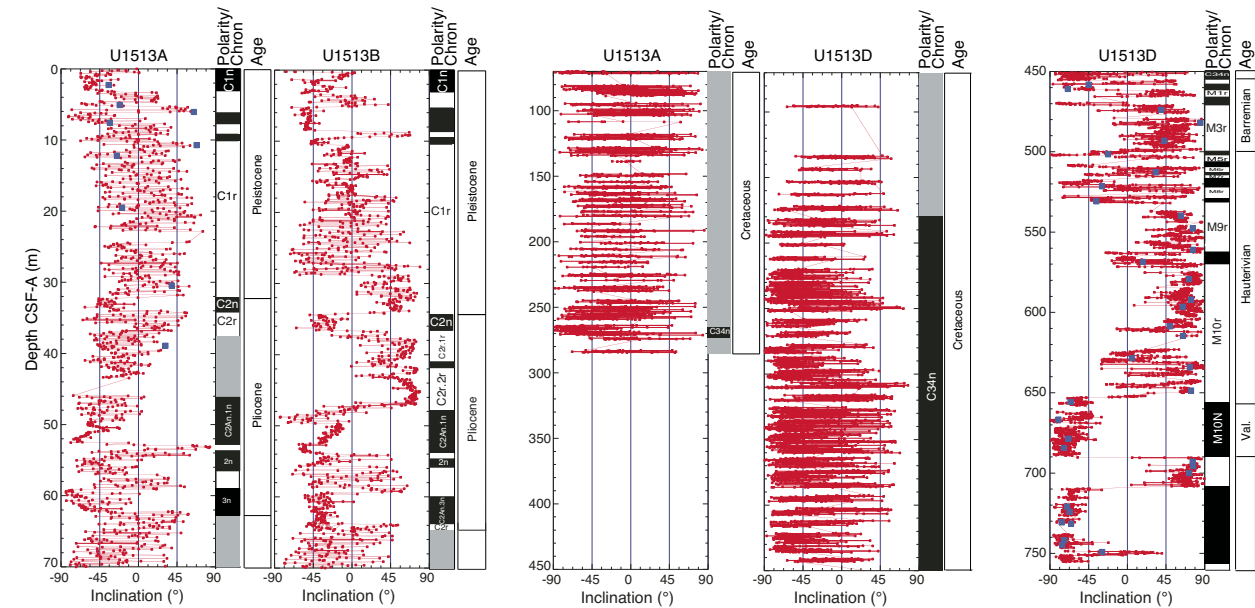 U1513A
Polarity/
Chron
Age
U1513B
Polarity/
Chron
Age
U1513A
Polarity/
Chron
Age
U1513D
Polarity/
Chron
Age
U1513D
Polarity/
Chron
Age
Depth CSF-A (m)
0
10
20
30
40
50
60
70
C1n
C1r
C2n
C2r
C2An.1n
2n
3n
Pleistocene
Pliocene
C1n
C1r
C2n
C2r.1r
C2r.2r
C2An.1n
2n
C2An.3n
C2r
Pleistocene
Pliocene
100
150
200
250
300
350
400
450
C34n
Cretaceous
C34n
Cretaceous
450
500
550
600
650
700
750
C34n
M1r
M3r
M5r
M8r
M9r
M10r
M10N
Barremian
Hauterivian
Val.
-90 -45 0 45 90
-45 0 45 90
-90 -45 0 45 90
-45 0 45 90
-90 -45 0 45 90
Inclination (°)
Inclination (°)
Inclination (°)
Inclination (°)
Inclination (°)